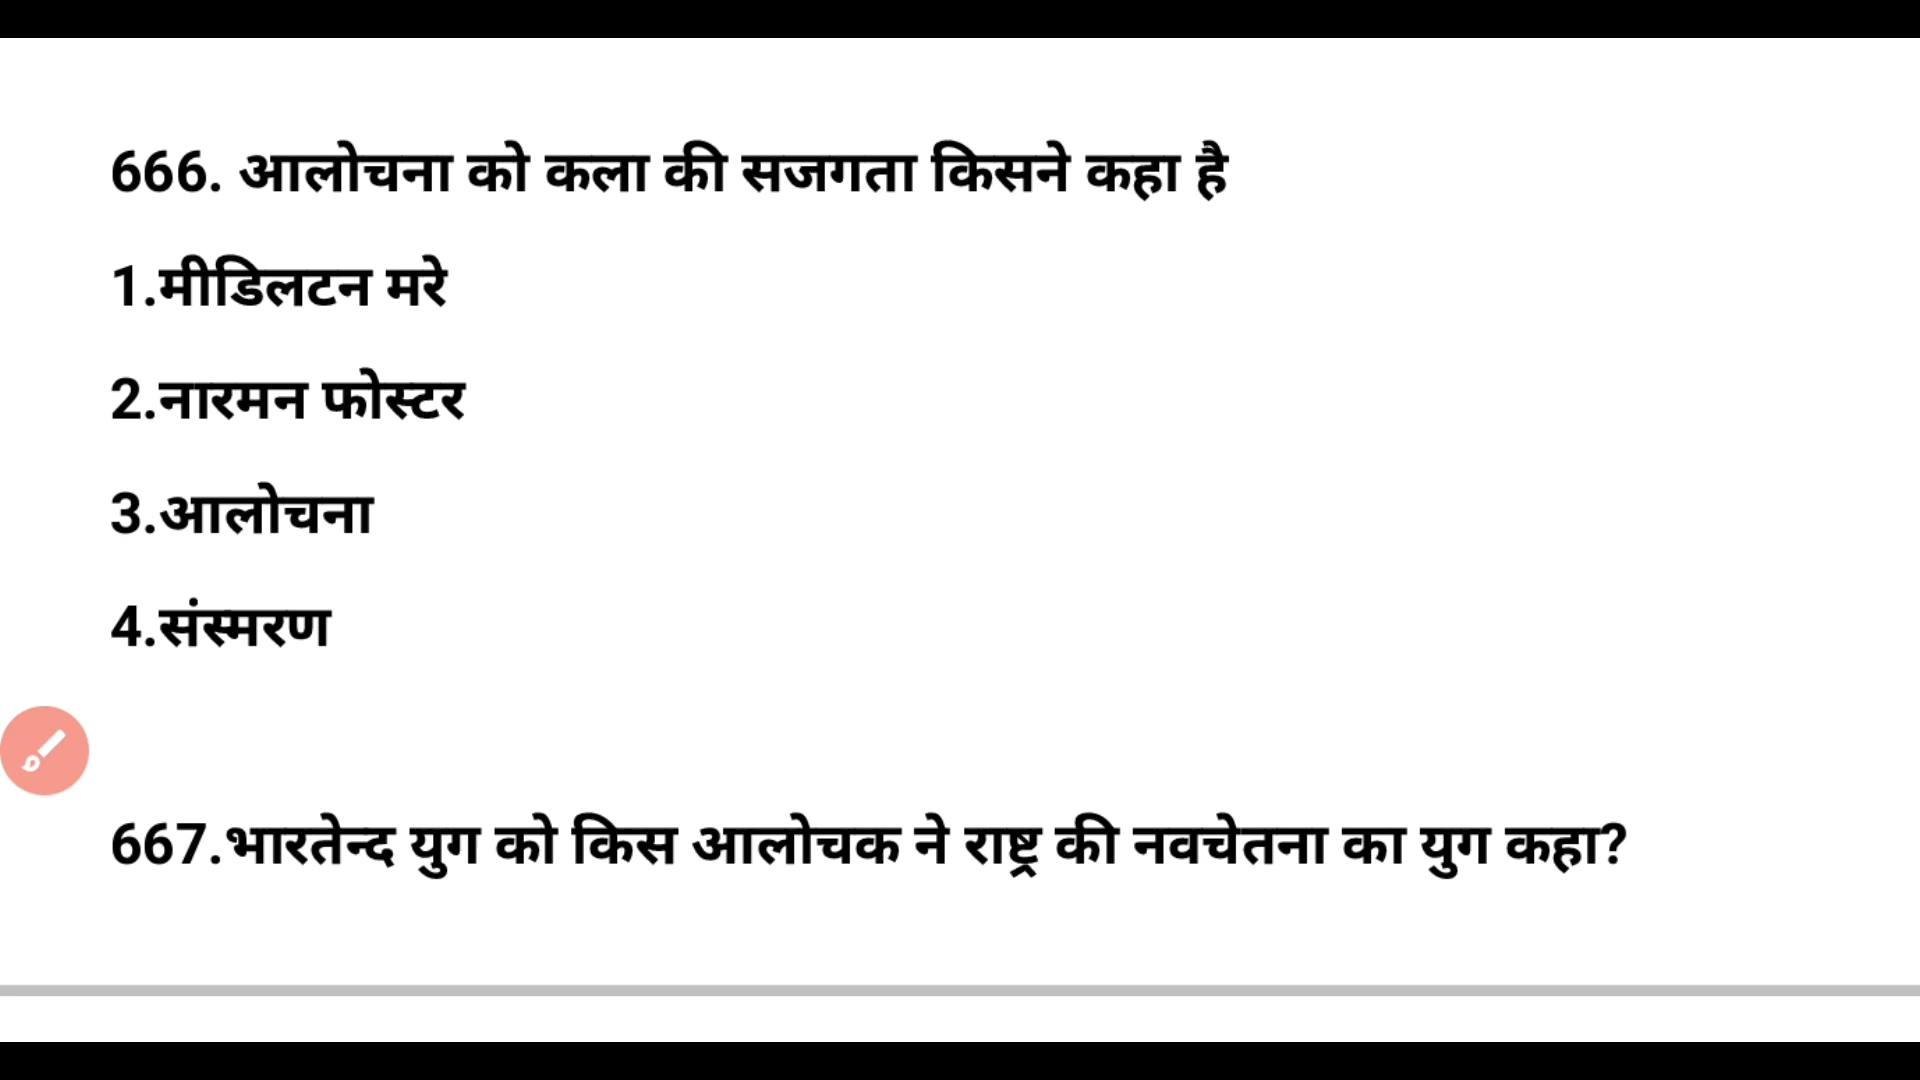 666. आलोचना को कला की सजगता किसने कहा है
1.मीडिलटन मरे
2.नारमन फोस्टर
3.आलोचना
4.संस्मरण
667.भारतेन्द युग को किस आलोचक ने राष्ट्र की नवचेतना का युग कहा?